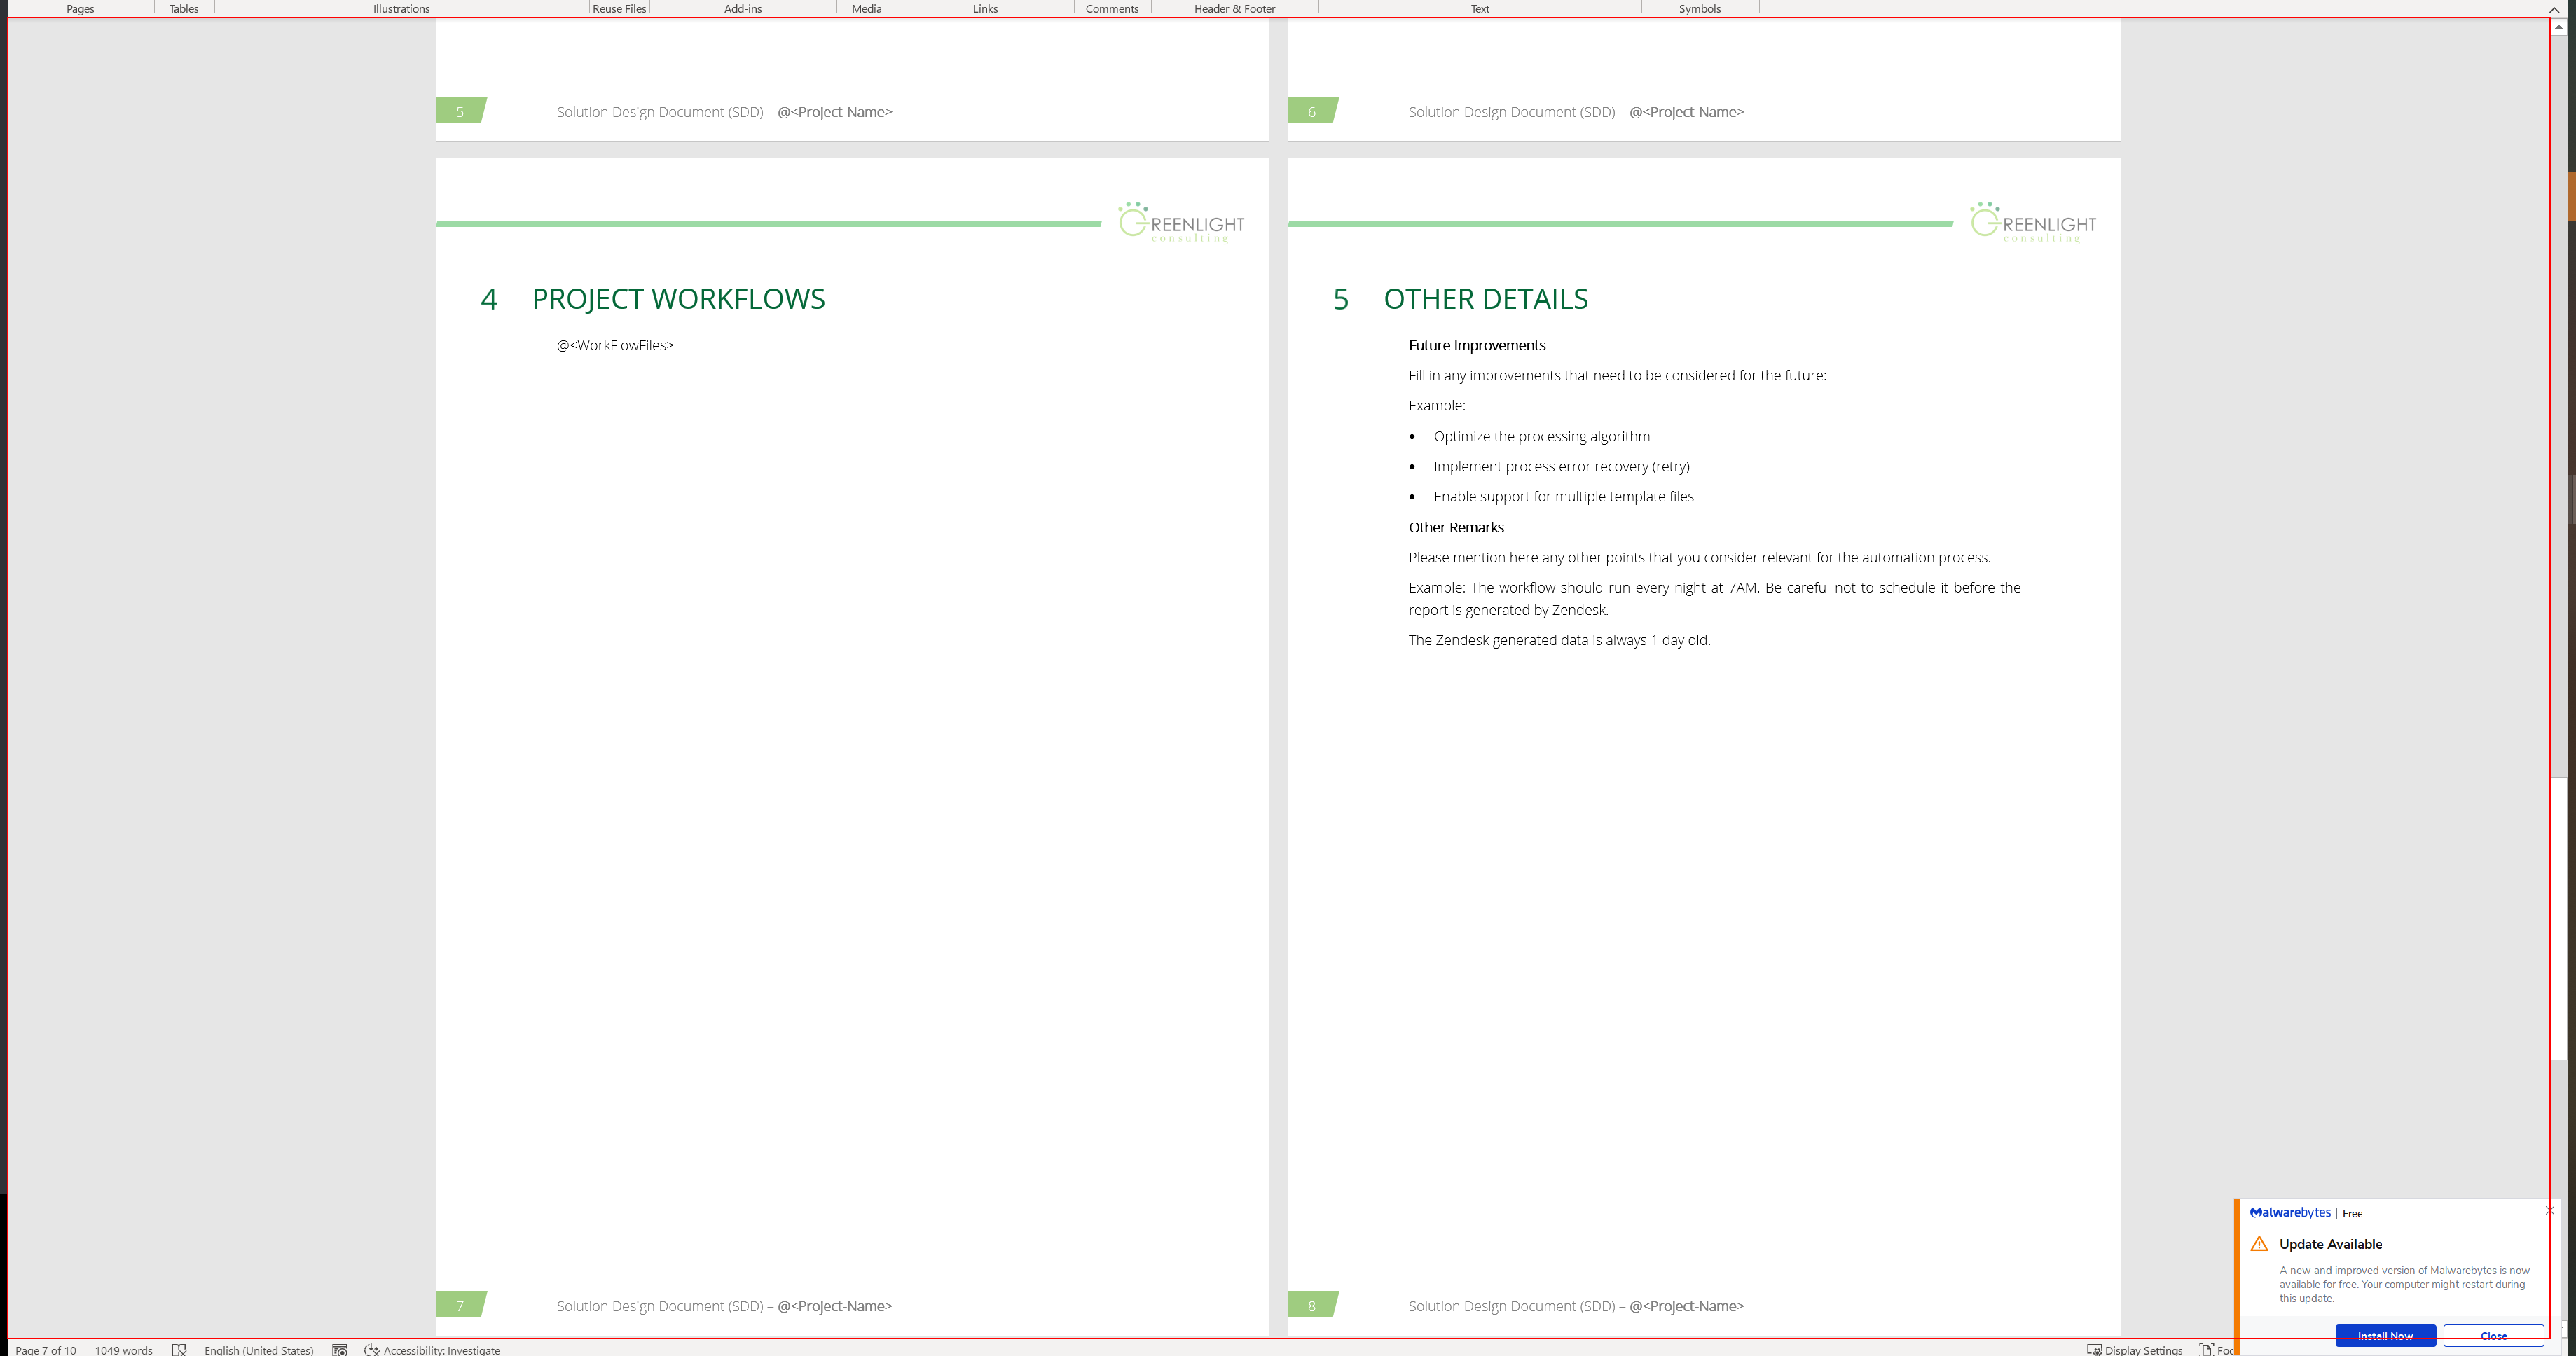 Pages Tables Illustrations Reuse Files Add-ins Media Links Comments Header & Footer Text Symbols
5 Solution Design Document (SDD) – @<Project-Name>
6 Solution Design Document (SDD) – @<Project-Name>
GREENLIGHT
consulting
4 PROJECT WORKFLOWS
@<WorkFlowFiles>
7 Solution Design Document (SDD) – @<Project-Name>
GREENLIGHT
consulting
5 OTHER DETAILS
Future Improvements
Fill in any improvements that need to be considered for the future:
Example:
• Optimize the processing algorithm
• Implement process error recovery (retry)
• Enable support for multiple template files
Other Remarks
Please mention here any other points that you consider relevant for the automation process.
Example: The workflow should run every night at 7AM. Be careful not to schedule it before the
report is generated by Zendesk.
The Zendesk generated data is always 1 day old.
8 Solution Design Document (SDD) – @<Project-Name>
Malwarebytes | Free
Update Available
A new and improved version of Malwarebytes is now
available for free. Your computer might restart during
this update.
Install Now Close
Page 7 of 10 1049 words English (United States) Accessibility: Investigate Display Settings Foc